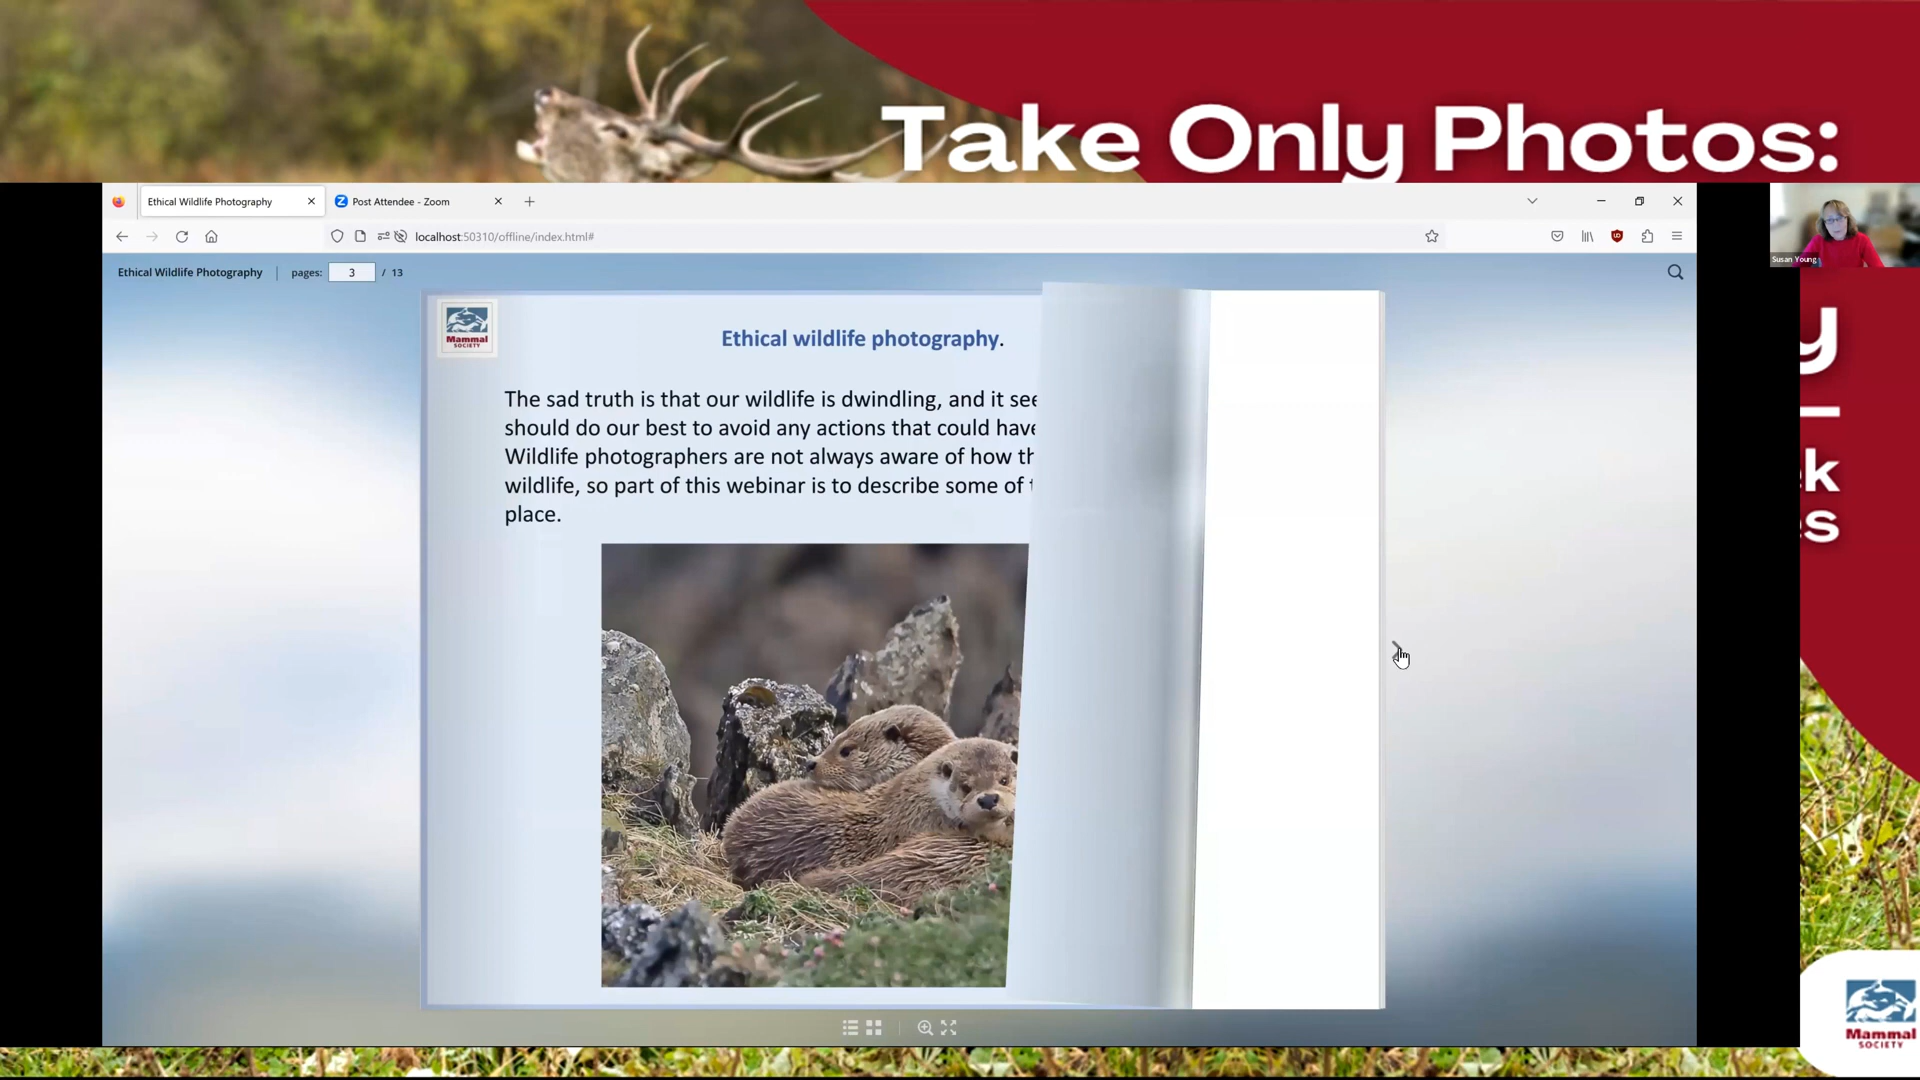 Take Only Photos:
Ethical Wildlife Photography
Post Attendee - Zoom
localhost:50310/offline/index.html#
Ethical Wildlife Photography
pages: 3 / 13
Susan Young
Mammal
SOCIETY
Ethical wildlife photography.
The sad truth is that our wildlife is dwindling, and it see
should do our best to avoid any actions that could have
Wildlife photographers are not always aware of how th
wildlife, so part of this webinar is to describe some of
place.
y
k
s
Mammal
SOCIETY